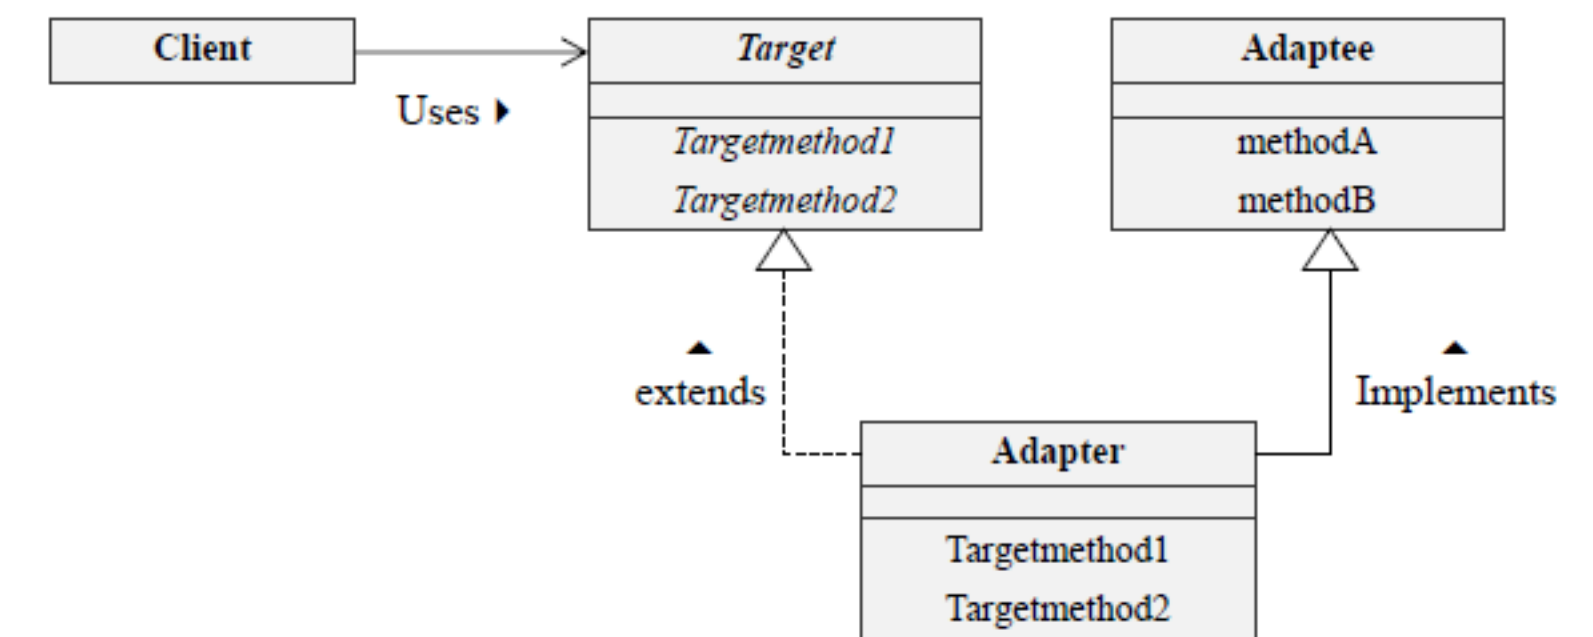 Client
Uses
Target
Targetmethod1
Targetmethod2
Adaptee
methodA
methodB
extends
Implements
Adapter
Targetmethod1
Targetmethod2